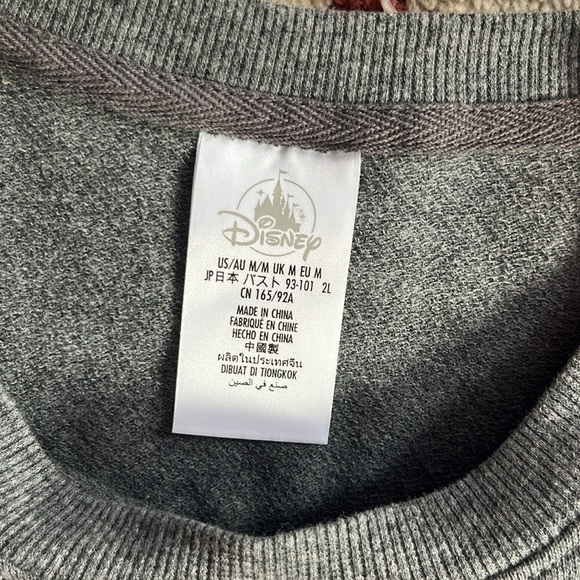 Disney
US/AU M/M UK M EU M
JP日本 バスト 93-101 2L
CN 165/92A
MADE IN CHINA
FABRIQUÉ EN CHINE
HECHO EN CHINA
中國製
ผลิตในประเทศจีน
DIBUAT DI TIONGKOK
صنع في الصين